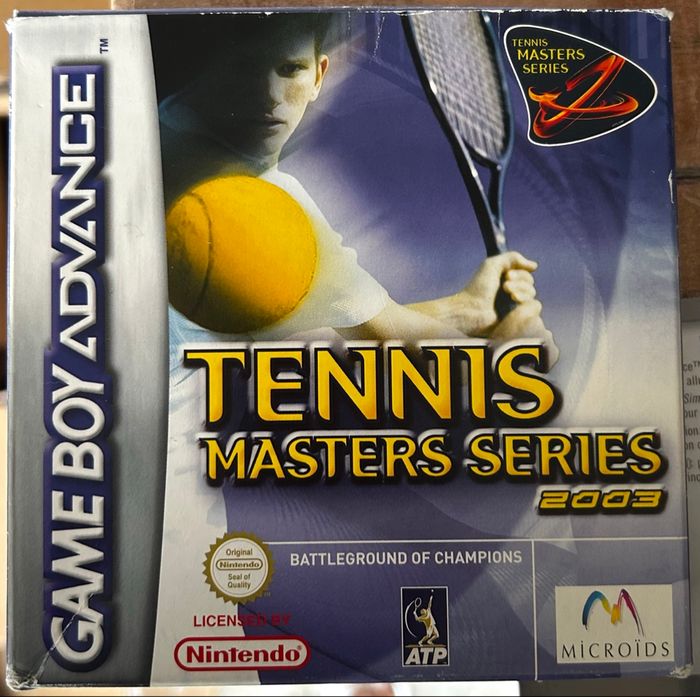 GAME BOY ADVANCE™
TENNIS
MASTERS
SERIES
TENNIS
MASTERS SERIES
2003
BATTLEGROUND OF CHAMPIONS
Original
Nintendo
Seal of
Quality
LICENSED BY
Nintendo
ATP
MICROÏDS